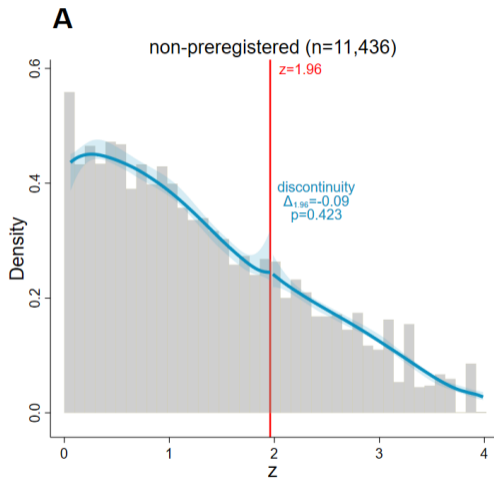 A
non-preregistered (n=11,436)
z=1.96
discontinuity
Δ1.96=-0.09
p=0.423
Density
0.6
0.4
0.2
0.0
0 1 2 3 4
z